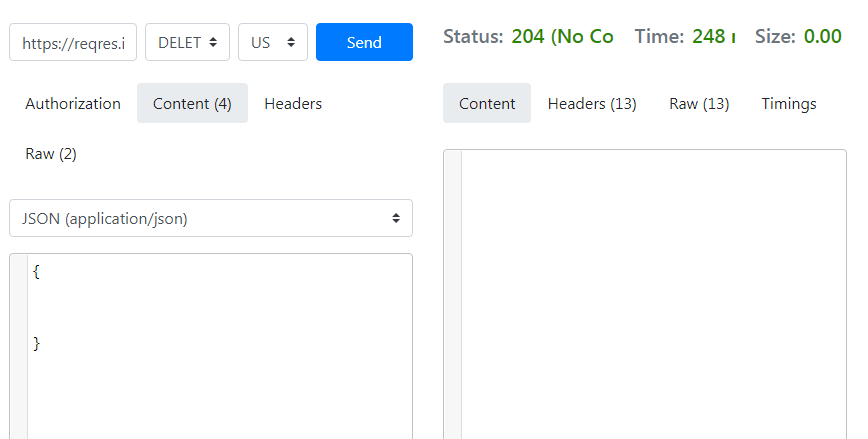 https://reqres.i DELET US Send
Status: 204 (No Co Time: 248 Size: 0.00
Authorization Content (4) Headers
Raw (2)
Content Headers (13) Raw (13) Timings
JSON (application/json)
{
}